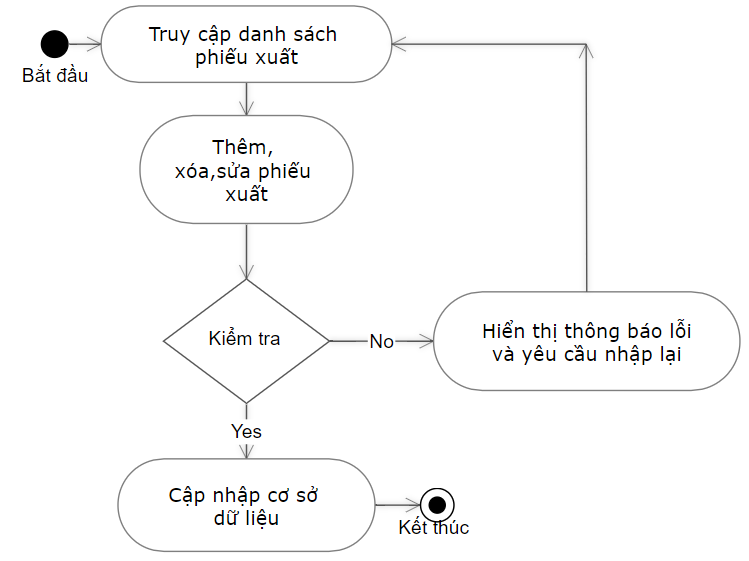 Truy cập danh sách
phiếu xuất
Bắt đầu
Thêm,
xóa,sửa phiếu
xuất
Kiểm tra
No
Hiển thị thông báo lỗi
và yêu cầu nhập lại
Yes
Cập nhập cơ sở
dữ liệu
Kết thúc